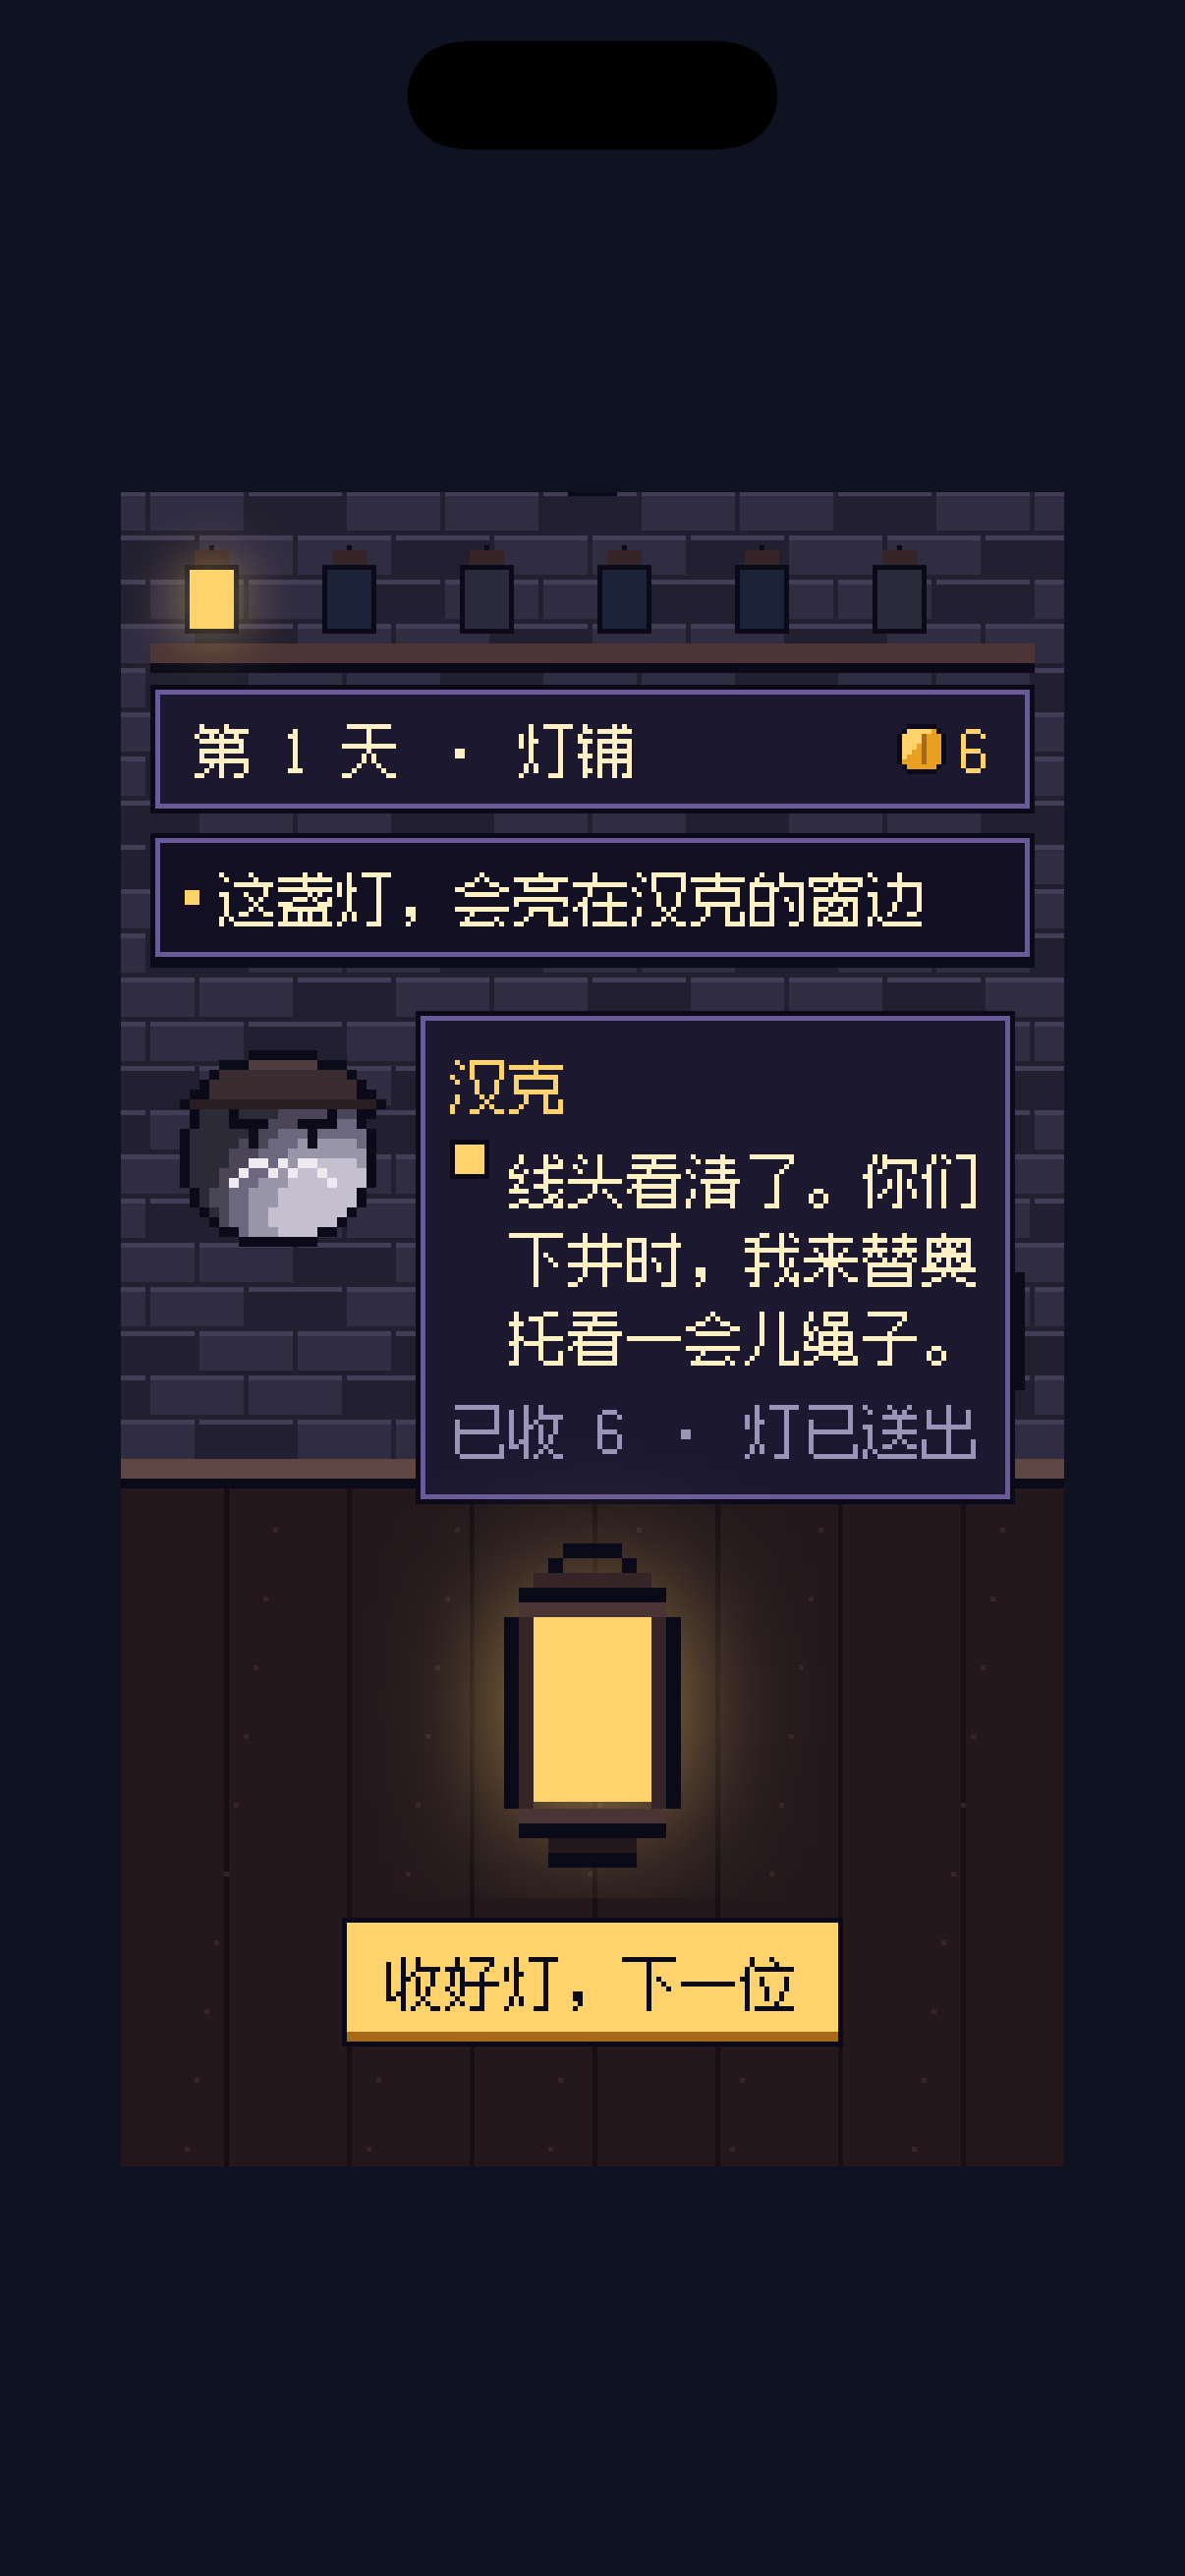 第 1 天 · 灯铺 6
这盏灯，会亮在汉克的窗边
汉克
线头看清了。你们
下井时，我来替奥
托看一会儿绳子。
已收 6 · 灯已送出
收好灯，下一位